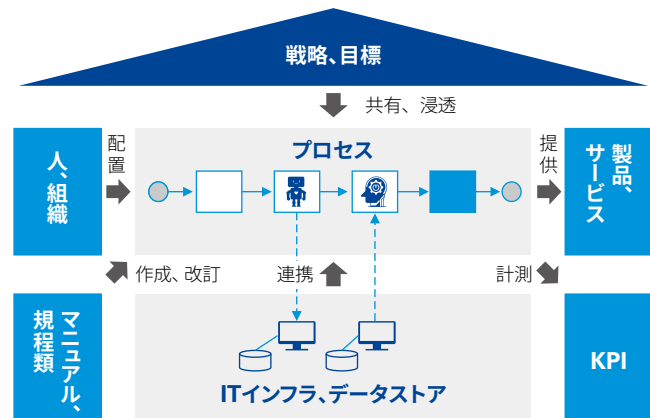 戦略、目標
共有、浸透
人、組織
配置
プロセス
提供
製品、
サービス
作成、改訂
連携
計測
マニュアル、
規程類
ITインフラ、データストア
KPI